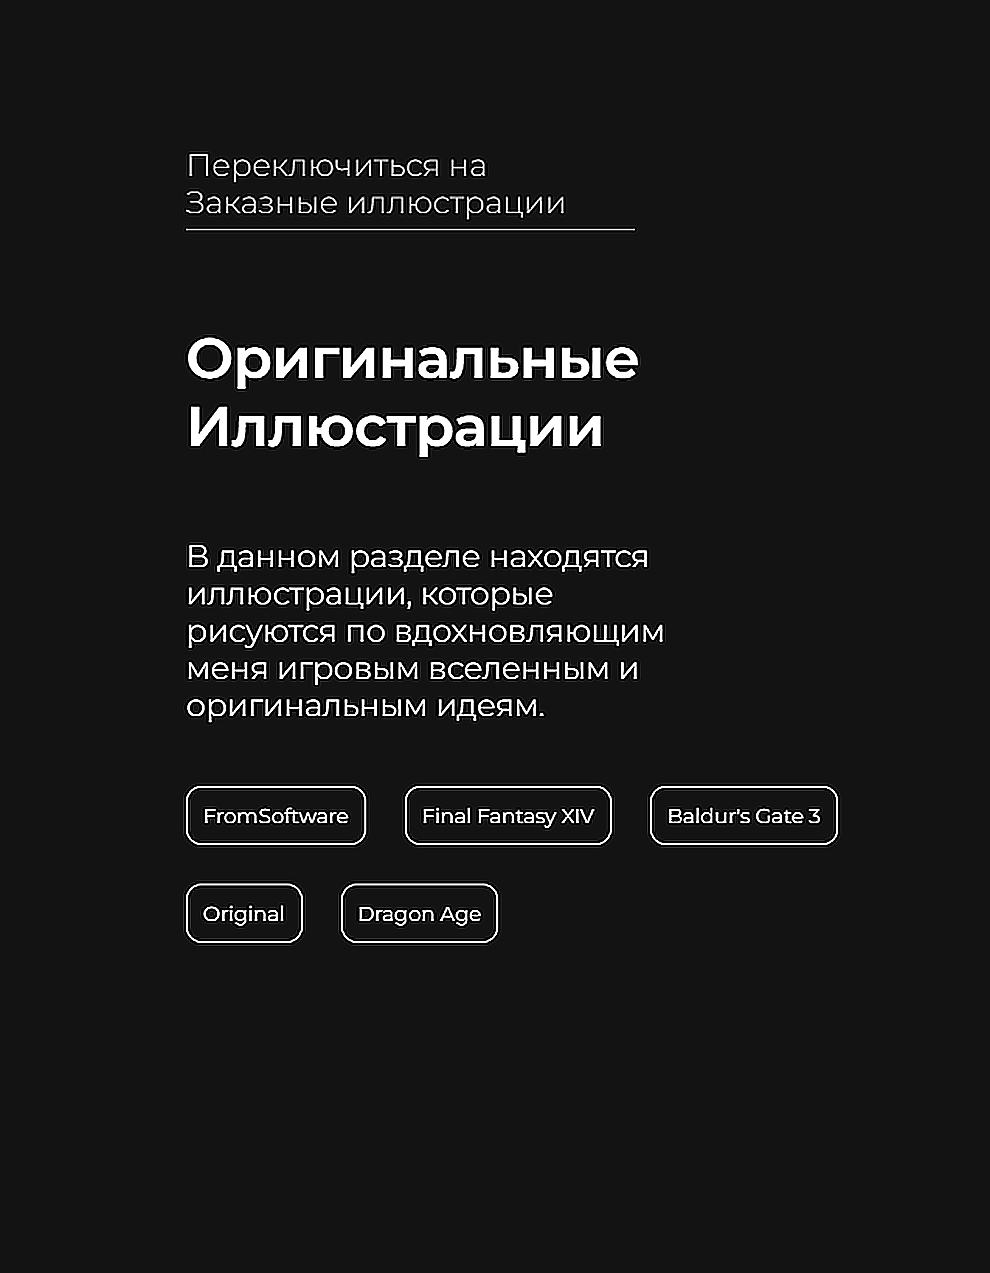 Переключиться на
Заказные иллюстрации
Оригинальные
Иллюстрации
В данном разделе находятся
иллюстрации, которые
рисуются по вдохновляющим
меня игровым вселенным и
оригинальным идеям.
FromSoftware
Final Fantasy XIV
Baldur's Gate 3
Original
Dragon Age